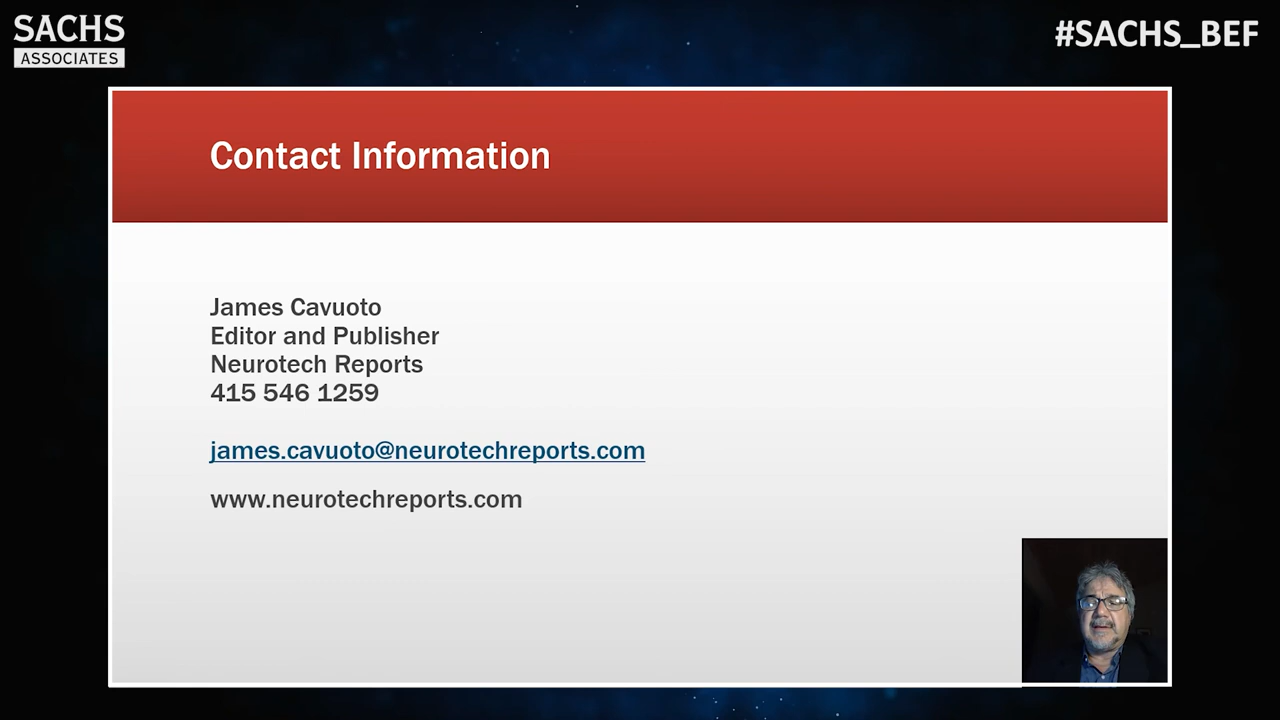 SACHS
ASSOCIATES
#SACHS_BEF
Contact Information
James Cavuoto
Editor and Publisher
Neurotech Reports
415 546 1259
james.cavuoto@neurotechreports.com
www.neurotechreports.com